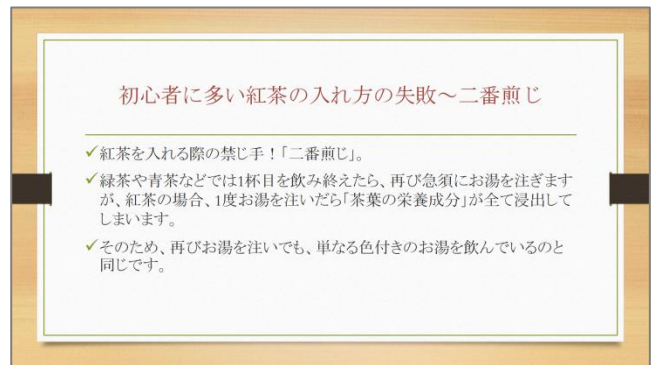 初心者に多い紅茶の入れ方の失敗～二番煎じ
✓紅茶を入れる際の禁じ手！「二番煎じ」。
✓緑茶や青茶などでは1杯目を飲み終えたら、再び急須にお湯を注ぎます
が、紅茶の場合、1度お湯を注いだら「茶葉の栄養成分」が全て浸出して
しまいます。
✓そのため、再びお湯を注いでも、単なる色付きのお湯を飲んでいるのと
同じです。